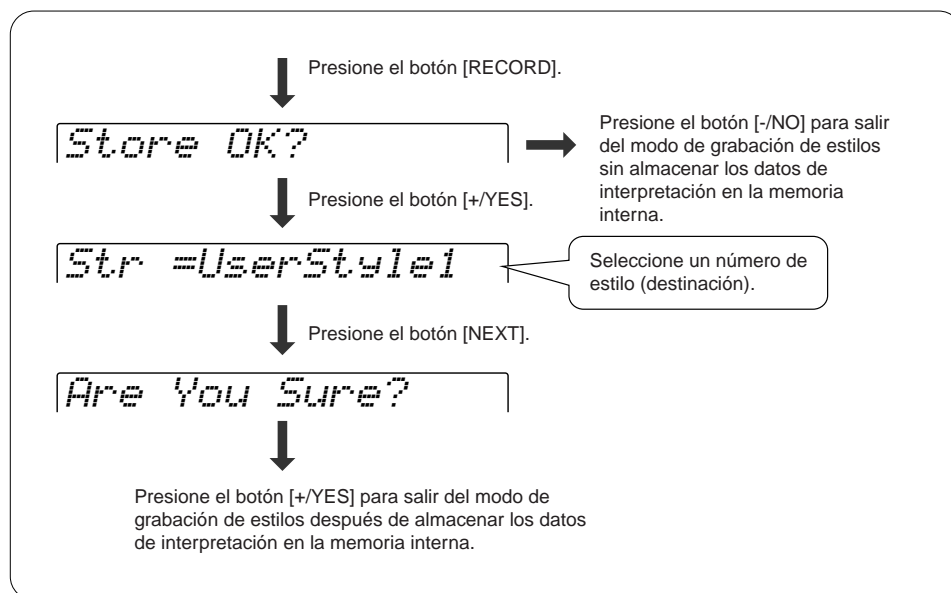 Presione el botón [RECORD].
Store OK?
Presione el botón [-/NO] para salir
del modo de grabación de estilos
sin almacenar los datos de
interpretación en la memoria
interna.
Presione el botón [+/YES].
Str =UserStyle1
Seleccione un número de
estilo (destinación).
Presione el botón [NEXT].
Are You Sure?
Presione el botón [+/YES] para salir del modo de
grabación de estilos después de almacenar los datos
de interpretación en la memoria interna.